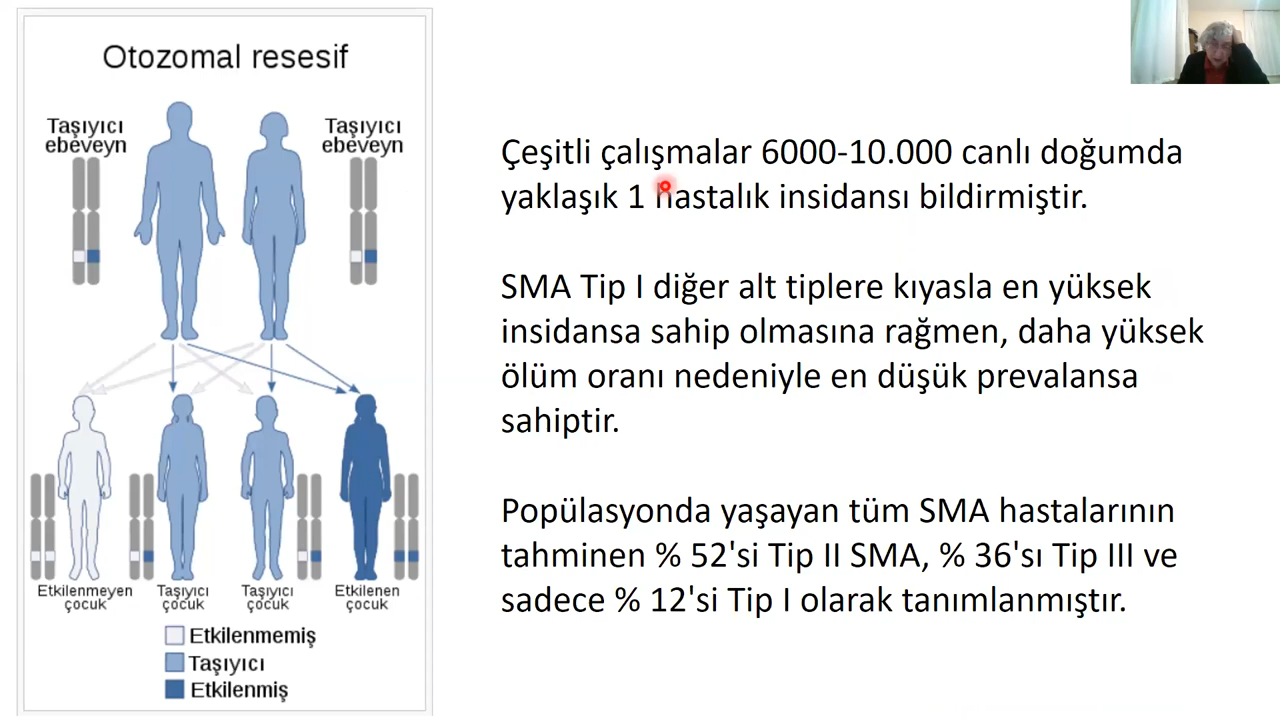 Otozomal resesif
Taşıyıcı
ebeveyn
Taşıyıcı
ebeveyn
Etkilenmeyen
çocuk
Taşıyıcı
çocuk
Taşıyıcı
çocuk
Etkilenen
çocuk
Etkilenmemiş
Taşıyıcı
Etkilenmiş
Çeşitli çalışmalar 6000-10.000 canlı doğumda
yaklaşık 1 hastalık insidansı bildirmiştir.
SMA Tip I diğer alt tiplere kıyasla en yüksek
insidansa sahip olmasına rağmen, daha yüksek
ölüm oranı nedeniyle en düşük prevalansa
sahiptir.
Popülasyonda yaşayan tüm SMA hastalarının
tahminen % 52'si Tip II SMA, % 36'sı Tip III ve
sadece % 12'si Tip I olarak tanımlanmıştır.